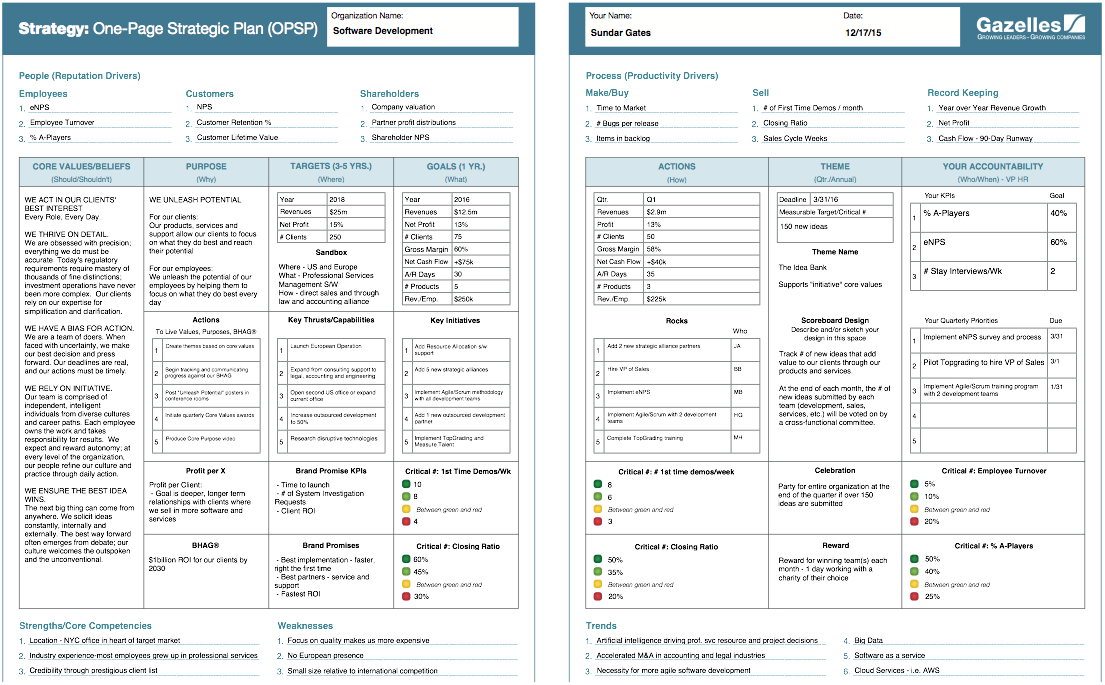 Strategy: One-Page Strategic Plan (OPSP)
Organization Name:
Software Development
People (Reputation Drivers)
Employees
1. eNPS
2. Employee Turnover
3. % A-Players
Customers
1. NPS
2. Customer Retention %
3. Customer Lifetime Value
Shareholders
1. Company valuation
2. Partner profit distributions
3. Shareholder NPS
CORE VALUES/BELIEFS
(Should/Shouldn't)
WE ACT IN OUR CLIENTS'
BEST INTEREST
Every Role, Every Day
WE THRIVE ON DETAIL.
We are obsessed with precision;
everything we do must be
accurate. Today's regulatory
requirements require mastery of
thousands of fine distinctions;
investment operations have never
been more complex. Our clients
rely on our expertise for
simplification and clarification.
WE HAVE A BIAS FOR ACTION.
We are a team of doers. When
faced with uncertainty, we make
our best decision and press
forward. Our deadlines are real,
and our actions must be timely.
WE RELY ON INITIATIVE.
Our team is comprised of
independent, intelligent
individuals from diverse cultures
and career paths. Each employee
owns the work and takes
responsibility for results. We
expect and reward autonomy; at
every level of the organization,
our people refine our culture and
practice through daily action.
WE ENSURE THE BEST IDEA
WINS.
The next big thing can come from
anywhere. We solicit ideas
constantly, internally and
externally. The best way forward
often emerges from debate; our
culture welcomes the outspoken
and the unconventional.
PURPOSE
(Why)
WE UNLEASH POTENTIAL
For our clients:
Our products, services and
support allow our clients to focus
on what they do best and reach
their potential
For our employees:
We unleash the potential of our
employees by helping them to
focus on what they do best every
day
Actions
To Live Values, Purposes, BHAG®
1 Create themes based on core values
2 Begin tracking and communicating
progress against our BHAG
3 Post "Unleash Potential" posters in
conference rooms
4 Initiate quarterly Core Values awards
5 Produce Core Purpose video
Profit per X
Profit per Client:
- Goal is deeper, longer term
relationships with clients where
we sell in more software and
services
BHAG®
$1billion ROI for our clients by
2030
TARGETS (3-5 YRS.)
(Where)
Year 2018
Revenues $25m
Net Profit 15%
# Clients 250
Sandbox
Where - US and Europe
What - Professional Services
Management S/W
How - direct sales and through
law and accounting alliance
Key Thrusts/Capabilities
1 Launch European Operation
2 Expand from consulting support to
legal, accounting and engineering
3 Open second US office or expand
current office
4 Increase outsourced development
to 50%
5 Research disruptive technologies
Brand Promise KPIs
- Time to launch
- # of System Investigation
Requests
- Client ROI
Brand Promises
- Best implementation - faster,
right the first time
- Best partners - service and
support
- Fastest ROI
GOALS (1 YR.)
(What)
Year 2016
Revenues $12.5m
Net Profit 13%
# Clients 75
Gross Margin 60%
Net Cash Flow +$75k
A/R Days 30
# Products 5
Rev./Emp. $250k
Key Initiatives
1 Add Resource Allocation s/w
support
2 Add 5 new strategic alliances
3 Implement Agile/Scrum methodology
with all development teams
4 Add 1 new outsourced development
partner
5 Implement TopGrading and
Measure Talent
Critical #: 1st Time Demos/Wk
10
8
Between green and red
4
Critical #: Closing Ratio
60%
45%
Between green and red
30%
Strengths/Core Competencies
1. Location - NYC office in heart of target market
2. Industry experience-most employees grew up in professional services
3. Credibility through prestigious client list
Weaknesses
1. Focus on quality makes us more expensive
2. No European presence
3. Small size relative to international competition
Your Name:
Sundar Gates
Date:
12/17/15
Gazelles
GROWING LEADERS - GROWING COMPANIES
Process (Productivity Drivers)
Make/Buy
1. Time to Market
2. # Bugs per release
3. Items in backlog
Sell
1. # of First Time Demos / month
2. Closing Ratio
3. Sales Cycle Weeks
Record Keeping
1. Year over Year Revenue Growth
2. Net Profit
3. Cash Flow - 90-Day Runway
ACTIONS
(How)
Qtr. Q1
Revenues $2.9m
Profit 13%
# Clients 50
Gross Margin 58%
Net Cash Flow +$40k
A/R Days 35
# Products 3
Rev./Emp. $225k
Rocks
Who
1 Add 2 new strategic alliance partners JA
2 Hire VP of Sales BB
3 Implement eNPS MB
4 Implement Agile/Scrum with 2 development
teams HG
5 Complete TopGrading training MH
Critical #: # 1st time demos/week
8
6
Between green and red
3
Critical #: Closing Ratio
50%
35%
Between green and red
20%
THEME
(Qtr./Annual)
Deadline 3/31/16
Measurable Target/Critical #
150 new ideas
Theme Name
The Idea Bank
Supports "initiative" core values
Scoreboard Design
Describe and/or sketch your
design in this space
Track # of new ideas that add
value to our clients through our
products and services
At the end of each month, the # of
new ideas submitted by each
team (development, sales,
services, etc.) will be voted on by
a cross-functional committee.
Celebration
Party for entire organization at the
end of the quarter if over 150
ideas are submitted
Reward
Reward for winning team(s) each
month - 1 day working with a
charity of their choice
YOUR ACCOUNTABILITY
(Who/When) - VP HR
Your KPIs Goal
1 % A-Players 40%
2 eNPS 60%
3 # Stay Interviews/Wk 2
Your Quarterly Priorities Due
1 Implement eNPS survey and process 3/31
2 Pilot Topgrading to hire VP of Sales 3/1
3 Implement Agile/Scrum training program
with 2 development teams 1/31
4
5
Critical #: Employee Turnover
5%
10%
Between green and red
20%
Critical #: % A-Players
50%
40%
Between green and red
25%
Trends
1. Artificial intelligence driving prof. svc resource and project decisions
2. Accelerated M&A in accounting and legal industries
3. Necessity for more agile software development
4. Big Data
5. Software as a service
6. Cloud Services - i.e. AWS